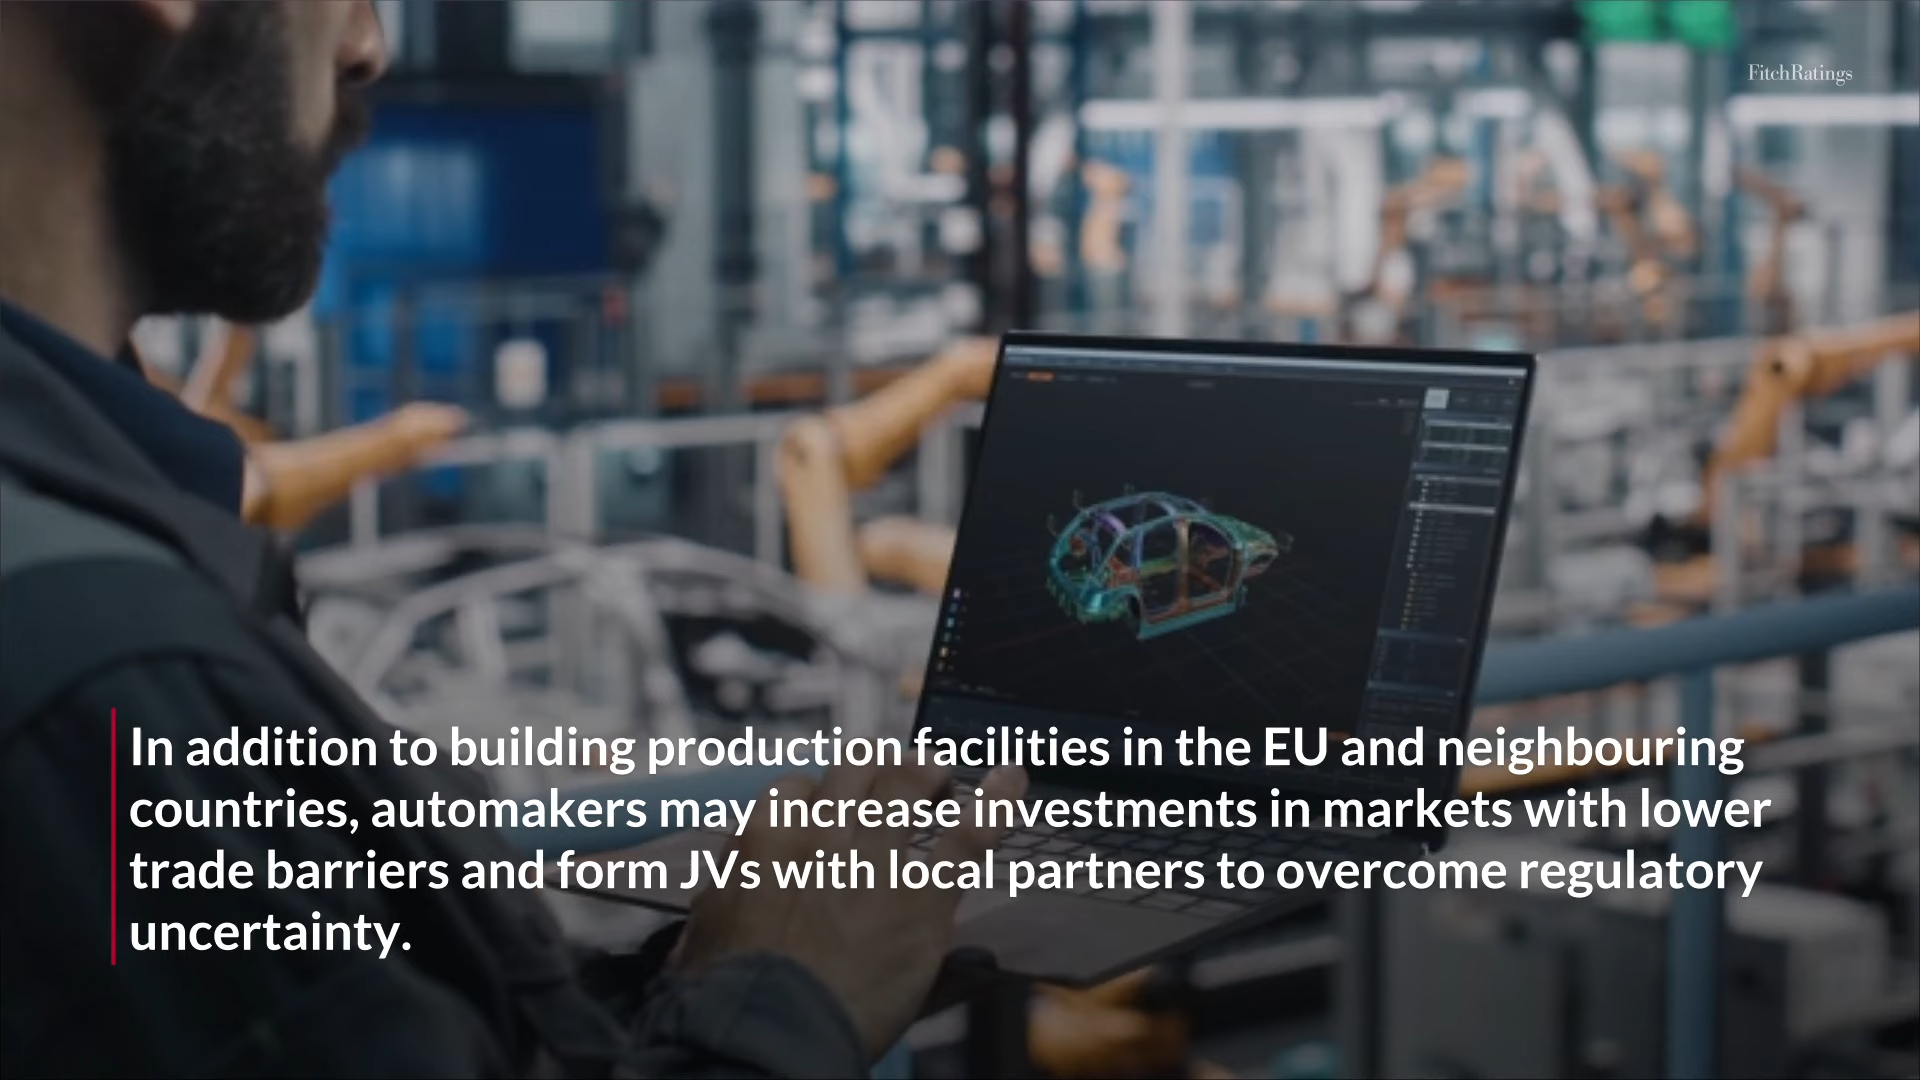 FitchRatings
In addition to building production facilities in the EU and neighbouring
countries, automakers may increase investments in markets with lower
trade barriers and form JVs with local partners to overcome regulatory
uncertainty.